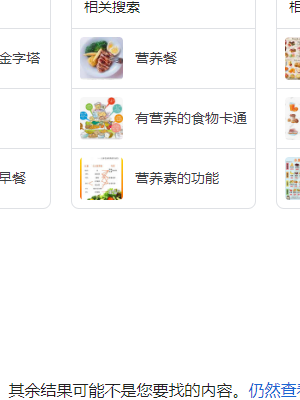 相关搜索
金字塔
营养餐
有营养的食物卡通
早餐
营养素的功能
其余结果可能不是您要找的内容。仍然查